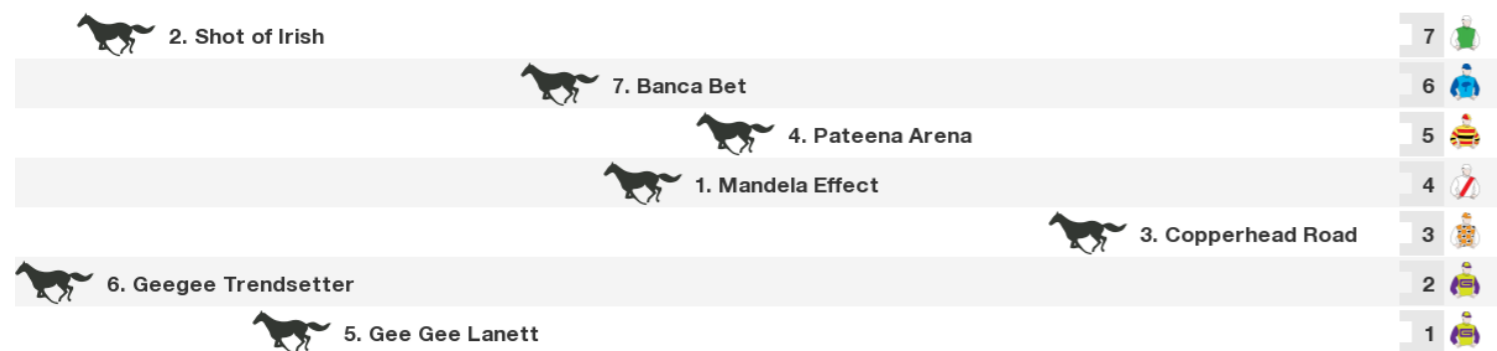 2. Shot of Irish 7
7. Banca Bet 6
4. Pateena Arena 5
1. Mandela Effect 4
3. Copperhead Road 3
6. Geegee Trendsetter 2
5. Gee Gee Lanett 1